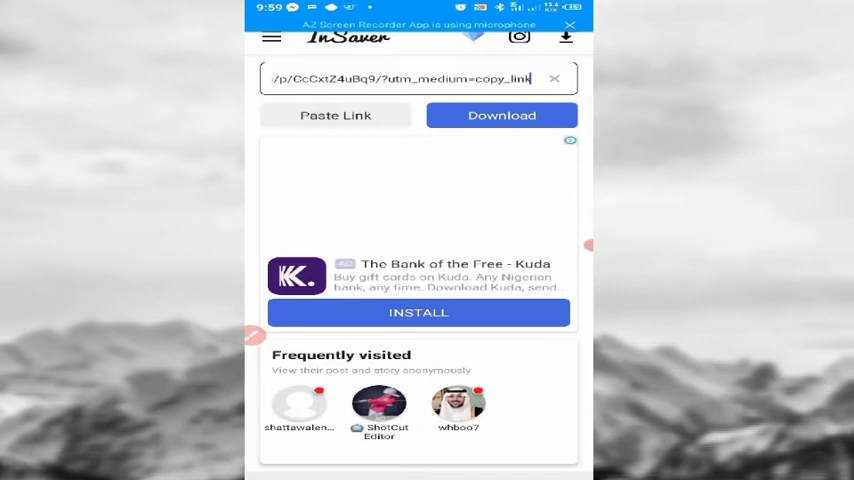 9:59
AZ Screen Recorder App is using microphone
InSaver
/p/CcCxtZ4uBq9/?utm_medium=copy_link
Paste Link
Download
AD The Bank of the Free - Kuda
Buy gift cards on Kuda. Any Nigerian
bank, any time. Download Kuda, send..
INSTALL
Frequently visited
View their post and story anonymously
shattawalen...
ShotCut
Editor
whboo7